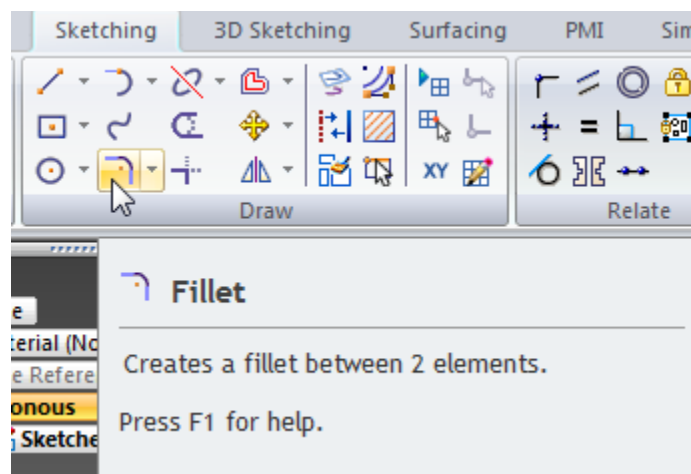 Sketching 3D Sketching Surfacing PMI Sim
XY
Draw Relate
Fillet
e
terial (No
Creates a fillet between 2 elements.
e Refere
onous
Press F1 for help.
Sketche